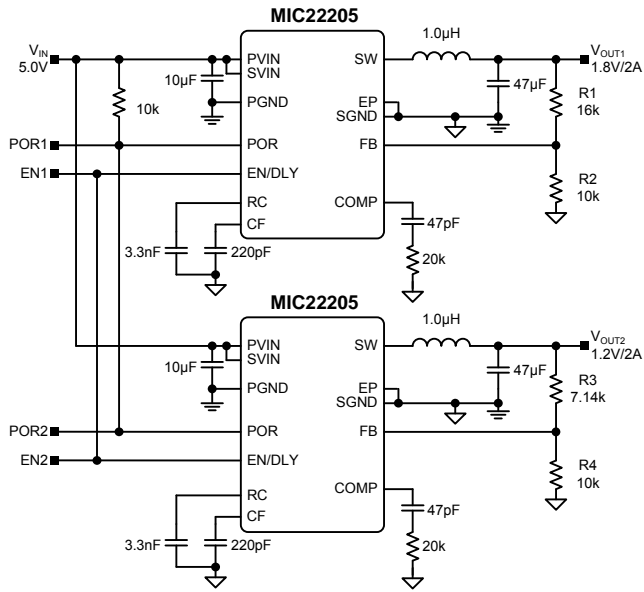 MIC22205
V_IN
5.0V
10k
POR1
EN1
10µF
PVIN
SVIN
PGND
POR
EN/DLY
RC
CF
SW
EP
SGND
FB
COMP
1.0µH
V_OUT1
1.8V/2A
47µF
R1
16k
R2
10k
47pF
20k
3.3nF
220pF
MIC22205
10µF
PVIN
SVIN
PGND
POR
EN/DLY
RC
CF
SW
EP
SGND
FB
COMP
1.0µH
V_OUT2
1.2V/2A
47µF
R3
7.14k
R4
10k
POR2
EN2
47pF
20k
3.3nF
220pF